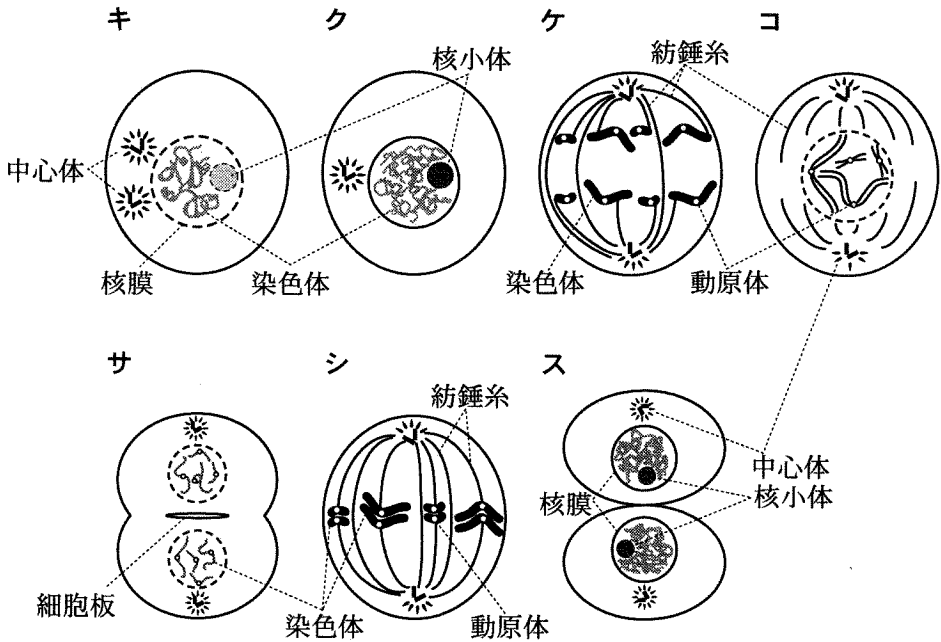 キ
ク
ケ
コ
核小体
紡錘糸
中心体
核膜
染色体
染色体
動原体
サ
シ
ス
紡錘糸
中心体
核小体
核膜
細胞板
染色体
動原体